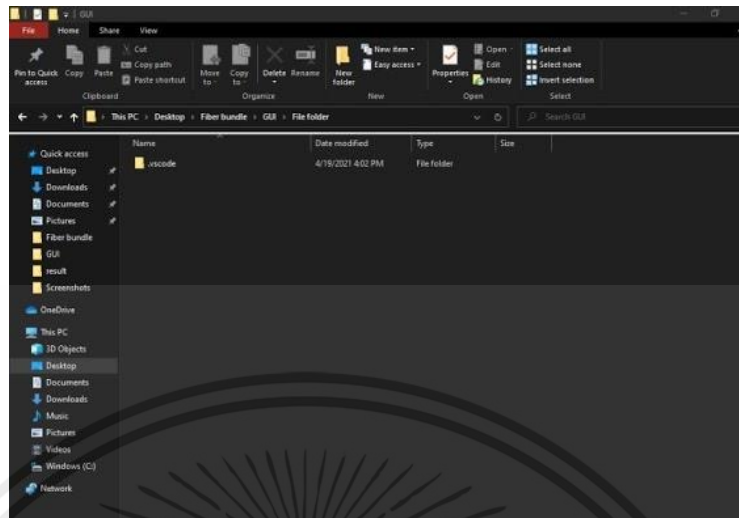 GUI
File Home Share View
Pin to Quick access
Copy
Paste
Cut
Copy path
Paste shortcut
Clipboard
Move to
Copy to
Delete
Rename
Organize
New folder
New item
Easy access
New
Properties
Open
Edit
History
Open
Select all
Select none
Invert selection
Select
This PC > Desktop > Fiber bundle > GUI > File folder
Search GUI
Name Date modified Type Size
.vscode 4/19/2021 4:02 PM File folder
Quick access
Desktop
Downloads
Documents
Pictures
Fiber bundle
GUI
result
Screenshots
OneDrive
This PC
3D Objects
Desktop
Documents
Downloads
Music
Pictures
Videos
Windows (C:)
Network